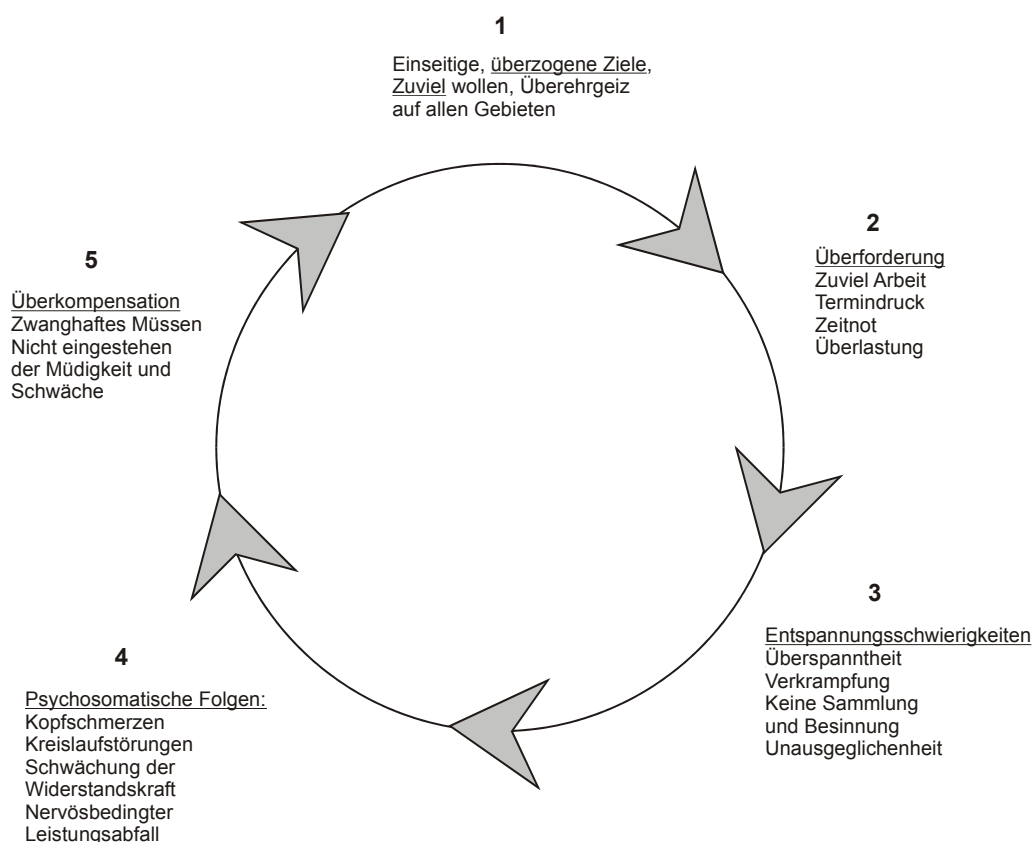 1
Einseitige, überzogene Ziele,
Zuviel wollen, Überehrgeiz
auf allen Gebieten
2
Überforderung
Zuviel Arbeit
Termindruck
Zeitnot
Überlastung
3
Entspannungsschwierigkeiten
Überspanntheit
Verkrampfung
Keine Sammlung
und Besinnung
Unausgeglichenheit
4
Psychosomatische Folgen:
Kopfschmerzen
Kreislaufstörungen
Schwächung der
Widerstandskraft
Nervösbedingter
Leistungsabfall
5
Überkompensation
Zwanghaftes Müssen
Nicht eingestehen
der Müdigkeit und
Schwäche